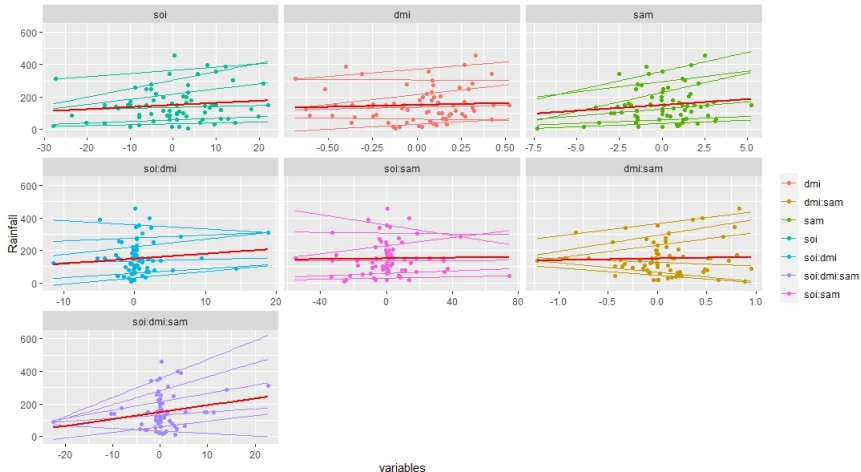 soi
dmi
sam
600
400
200
0
-30
-20
-10
0
10
20
-0.50
-0.25
0.00
0.25
0.50
-7.5
-5.0
-2.5
0.0
2.5
5.0
soi:dmi
soi:sam
dmi:sam
600
400
200
0
-10
0
10
20
-40
0
40
80
-1.0
-0.5
0.0
0.5
1.0
soi:dmi:sam
600
400
200
0
-20
-10
0
10
20
Rainfall
variables
dmi
dmi:sam
sam
soi
soi:dmi
soi:dmi:sam
soi:sam